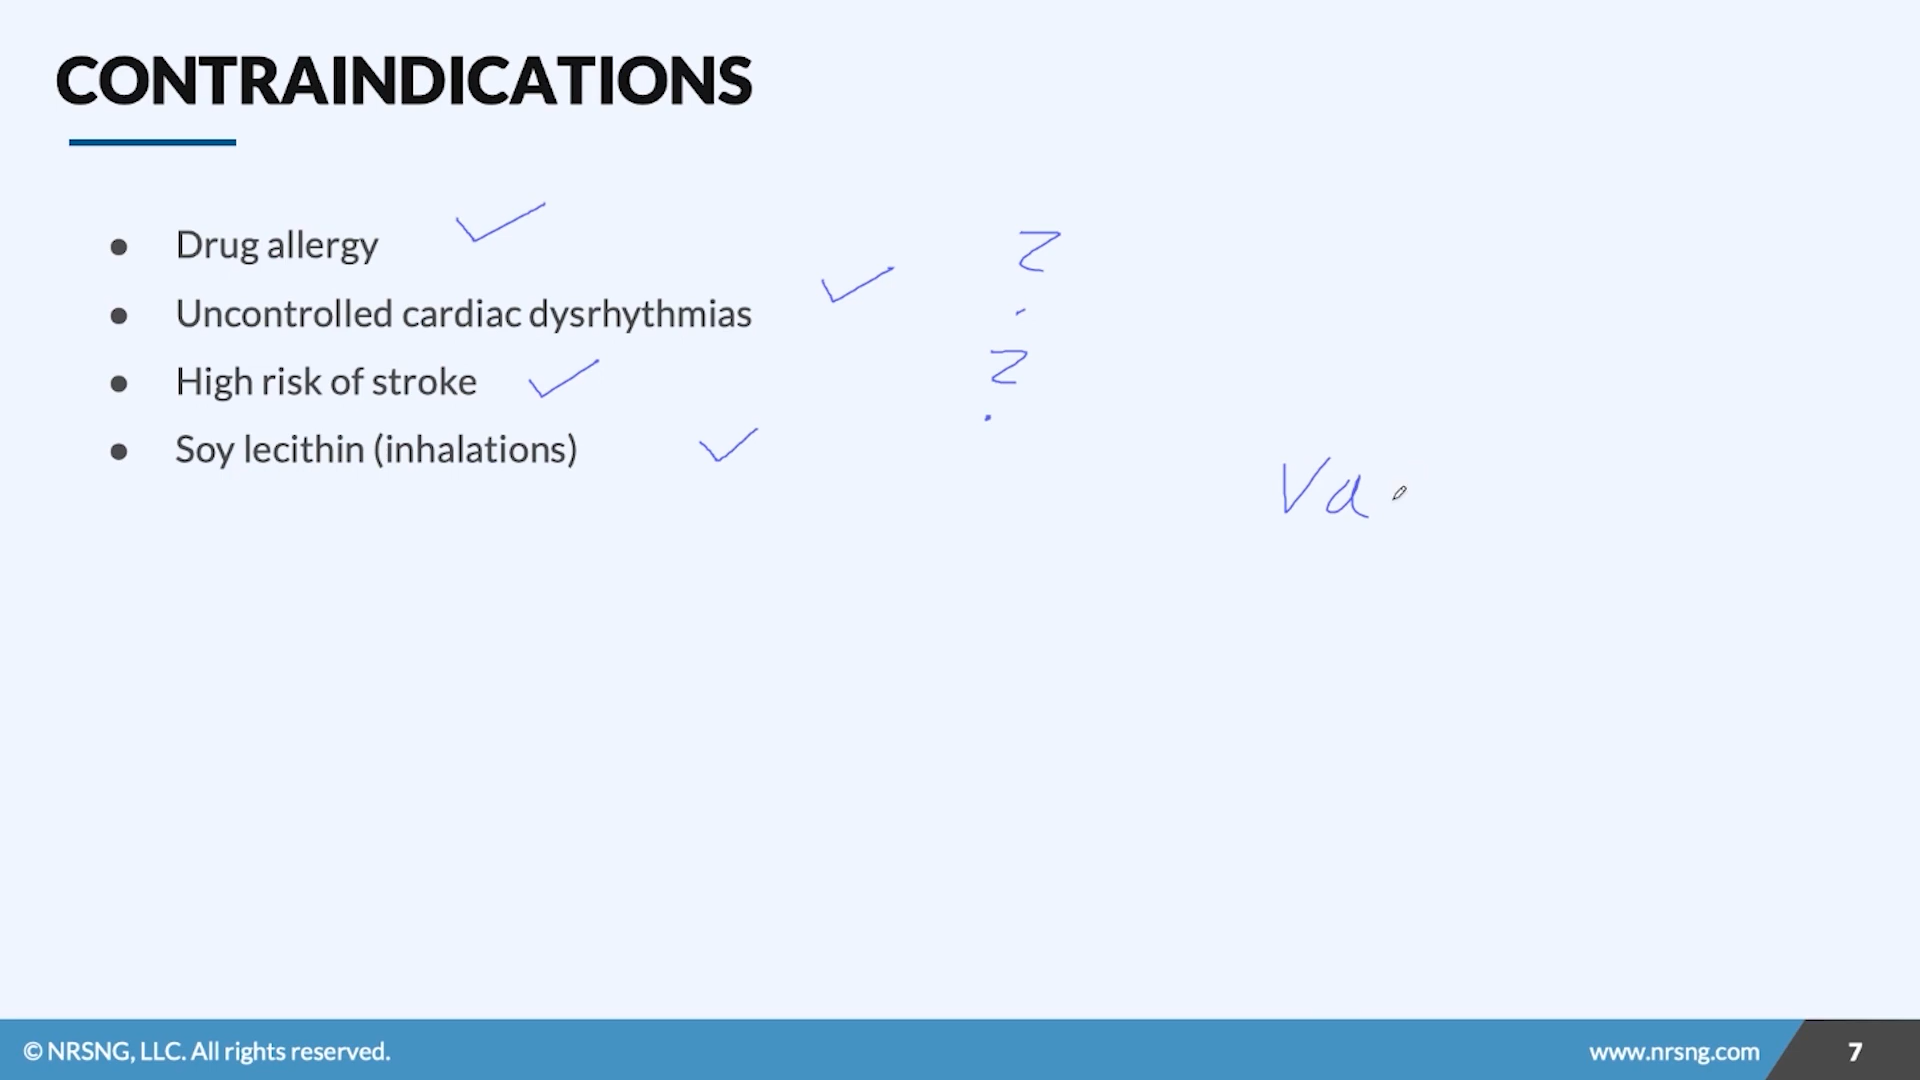 CONTRAINDICATIONS
● Drug allergy
● Uncontrolled cardiac dysrhythmias
● High risk of stroke
● Soy lecithin (inhalations)
?
?
Va
© NRSNG, LLC. All rights reserved.
www.nrsng.com
7